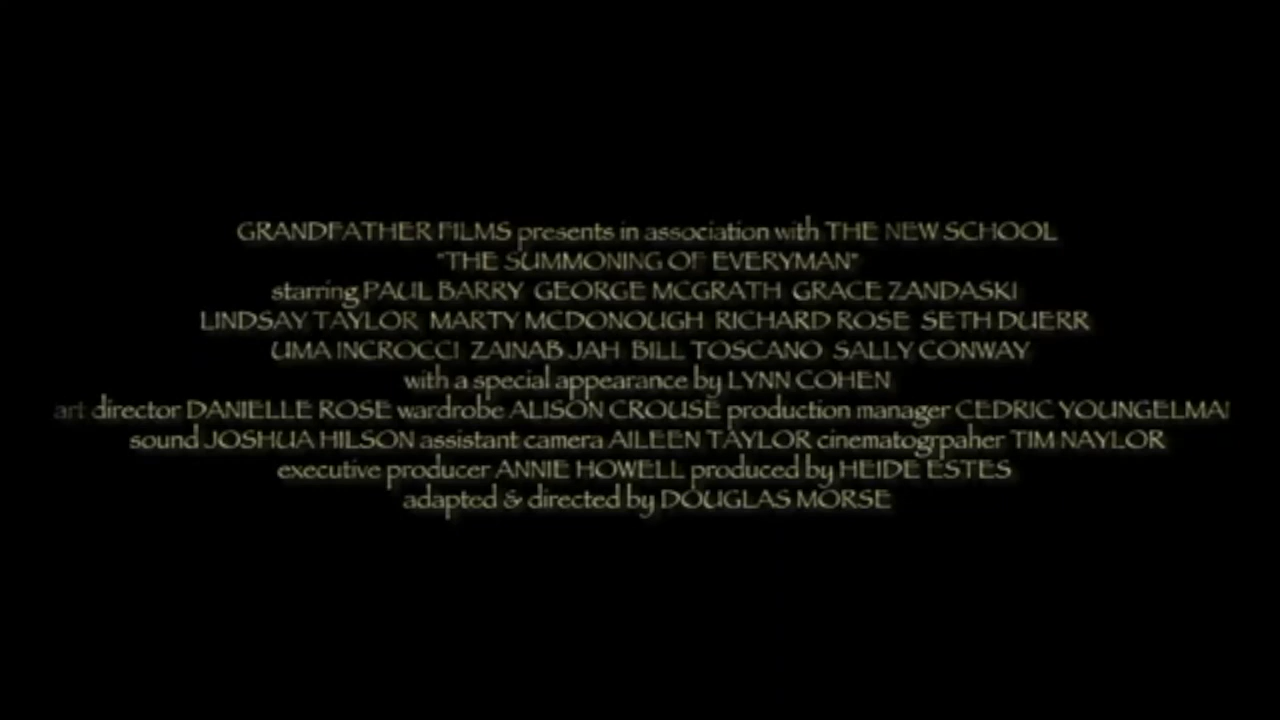 GRANDFATHER FILMS presents in association with THE NEW SCHOOL
"THE SUMMONING OF EVERYMAN"
starring PAUL BARRY GEORGE MCGRATH GRACE ZANDASKI
LINDSAY TAYLOR MARTY MCDONOUGH RICHARD ROSE SETH DUERR
UMA INCROCCI ZAINAB JAH BILL TOSCANO SALLY CONWAY
with a special appearance by LYNN COHEN
art director DANIELLE ROSE wardrobe ALISON CROUSE production manager CEDRIC YOUNGELMA
sound JOSHUA HILSON assistant camera AILEEN TAYLOR cinematogrpaher TIM NAYLOR
executive producer ANNIE HOWELL produced by HEIDE ESTES
adapted & directed by DOUGLAS MORSE